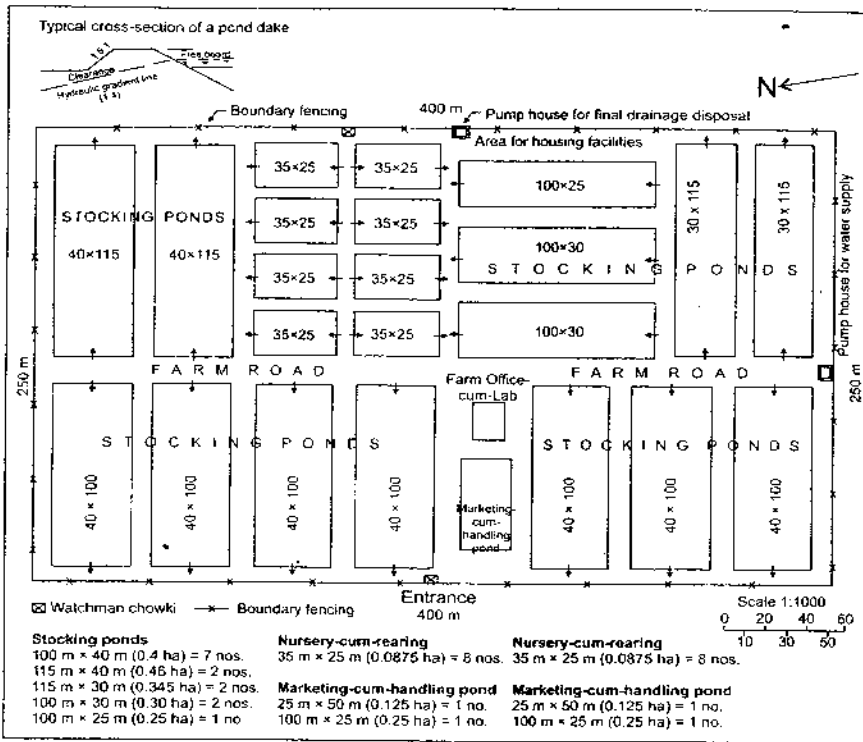 Typical cross-section of a pond dake
1.5:1
Free board
Clearance
Hydraulic gradient line
N
Boundary fencing
400 m
Pump house for final drainage disposal
Area for housing facilities
35×25 35×25
100×25
30 x 115
30 x 115
Pump house for water supply
STOCKING PONDS
40×115 40×115
35×25 35×25
100×30
STOCKING PONDS
35×25 35×25
35×25 35×25
100×30
250 m
FARM ROAD
FARM ROAD
250 m
Farm Office
cum-Lab
STOCKING PONDS
STOCKING PONDS
40 × 100
40 × 100
40 × 100
40 × 100
Marketing
cum-
handling
pond
40 × 100
40 × 100
40 × 100
Entrance
400 m
Watchman chowki
Boundary fencing
Scale 1:1000
0 20 40 60
10 30 50
Stocking ponds
100 m × 40 m (0.4 ha) = 7 nos.
115 m × 40 m (0.46 ha) = 2 nos.
115 m × 30 m (0.345 ha) = 2 nos.
100 m × 30 m (0.30 ha) = 2 nos.
100 m × 25 m (0.25 ha) = 1 no
Nursery-cum-rearing
35 m × 25 m (0.0875 ha) = 8 nos.
Marketing-cum-handling pond
25 m × 50 m (0.125 ha) = 1 no.
100 m × 25 m (0.25 ha) = 1 no.
Nursery-cum-rearing
35 m × 25 m (0.0875 ha) = 8 nos.
Marketing-cum-handling pond
25 m × 50 m (0.125 ha) = 1 no.
100 m × 25 m (0.25 ha) = 1 no.